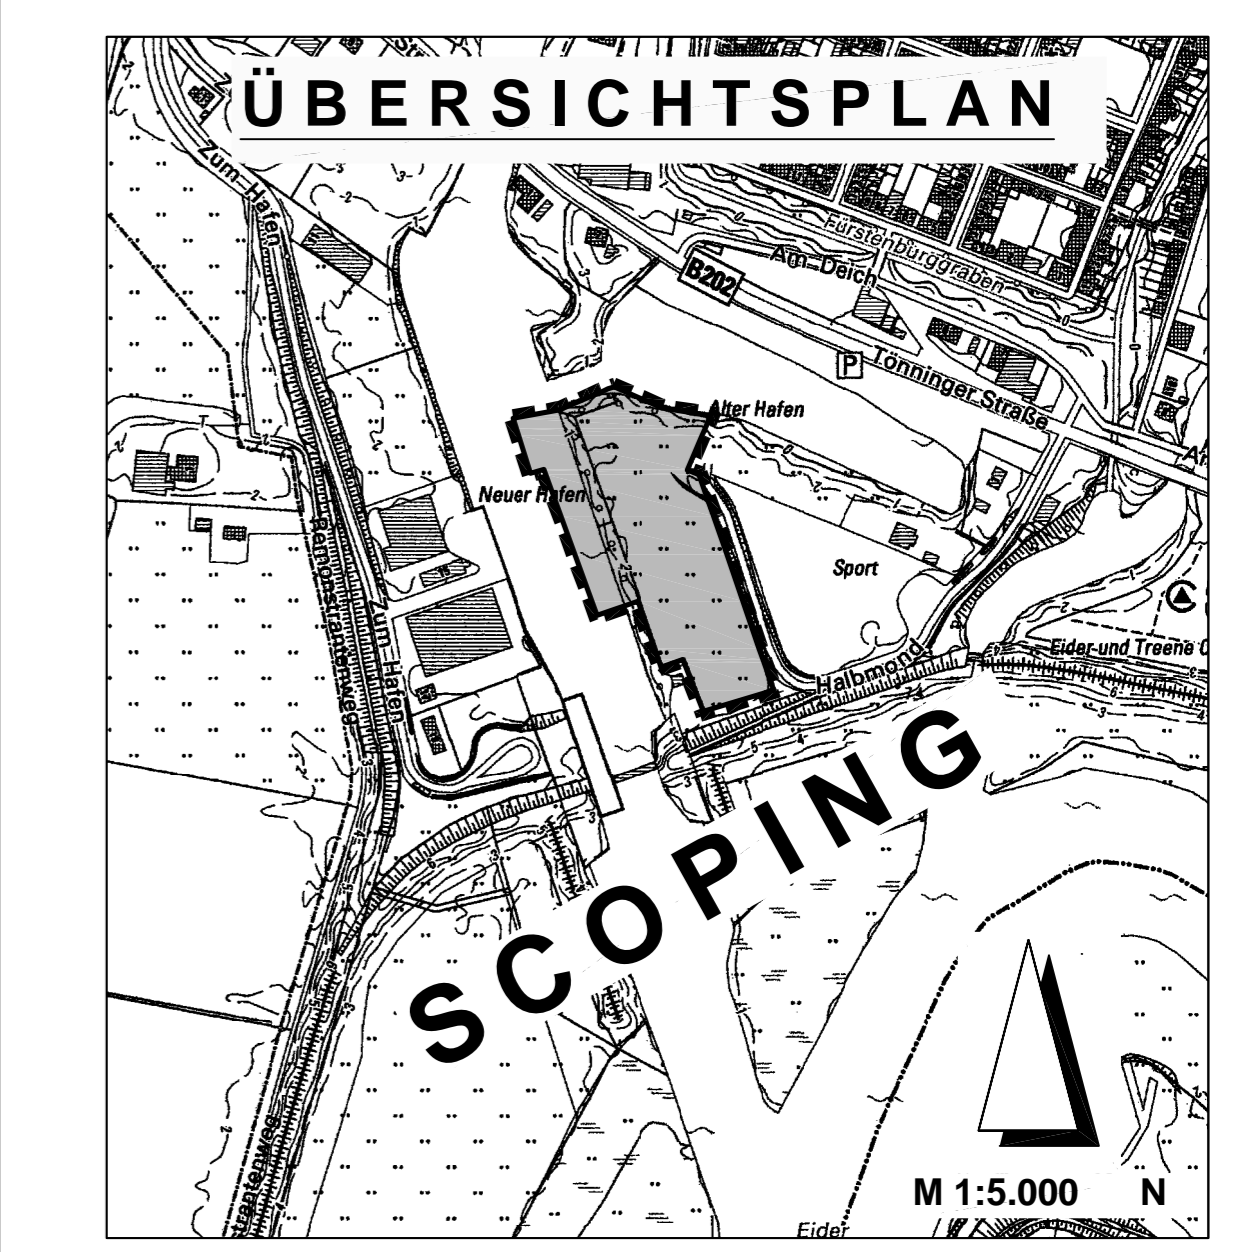 ÜBERSICHTSPLAN
Zum Hafen
Fürstenburggraben
Am Deich
B202
P
Tönninger Straße
Alter Hafen
Neuer Hafen
Sport
Remonstrantenweg
Zum Hafen
Halbmond
Eider und Treene
SCOPING
M 1:5.000
N
Eider